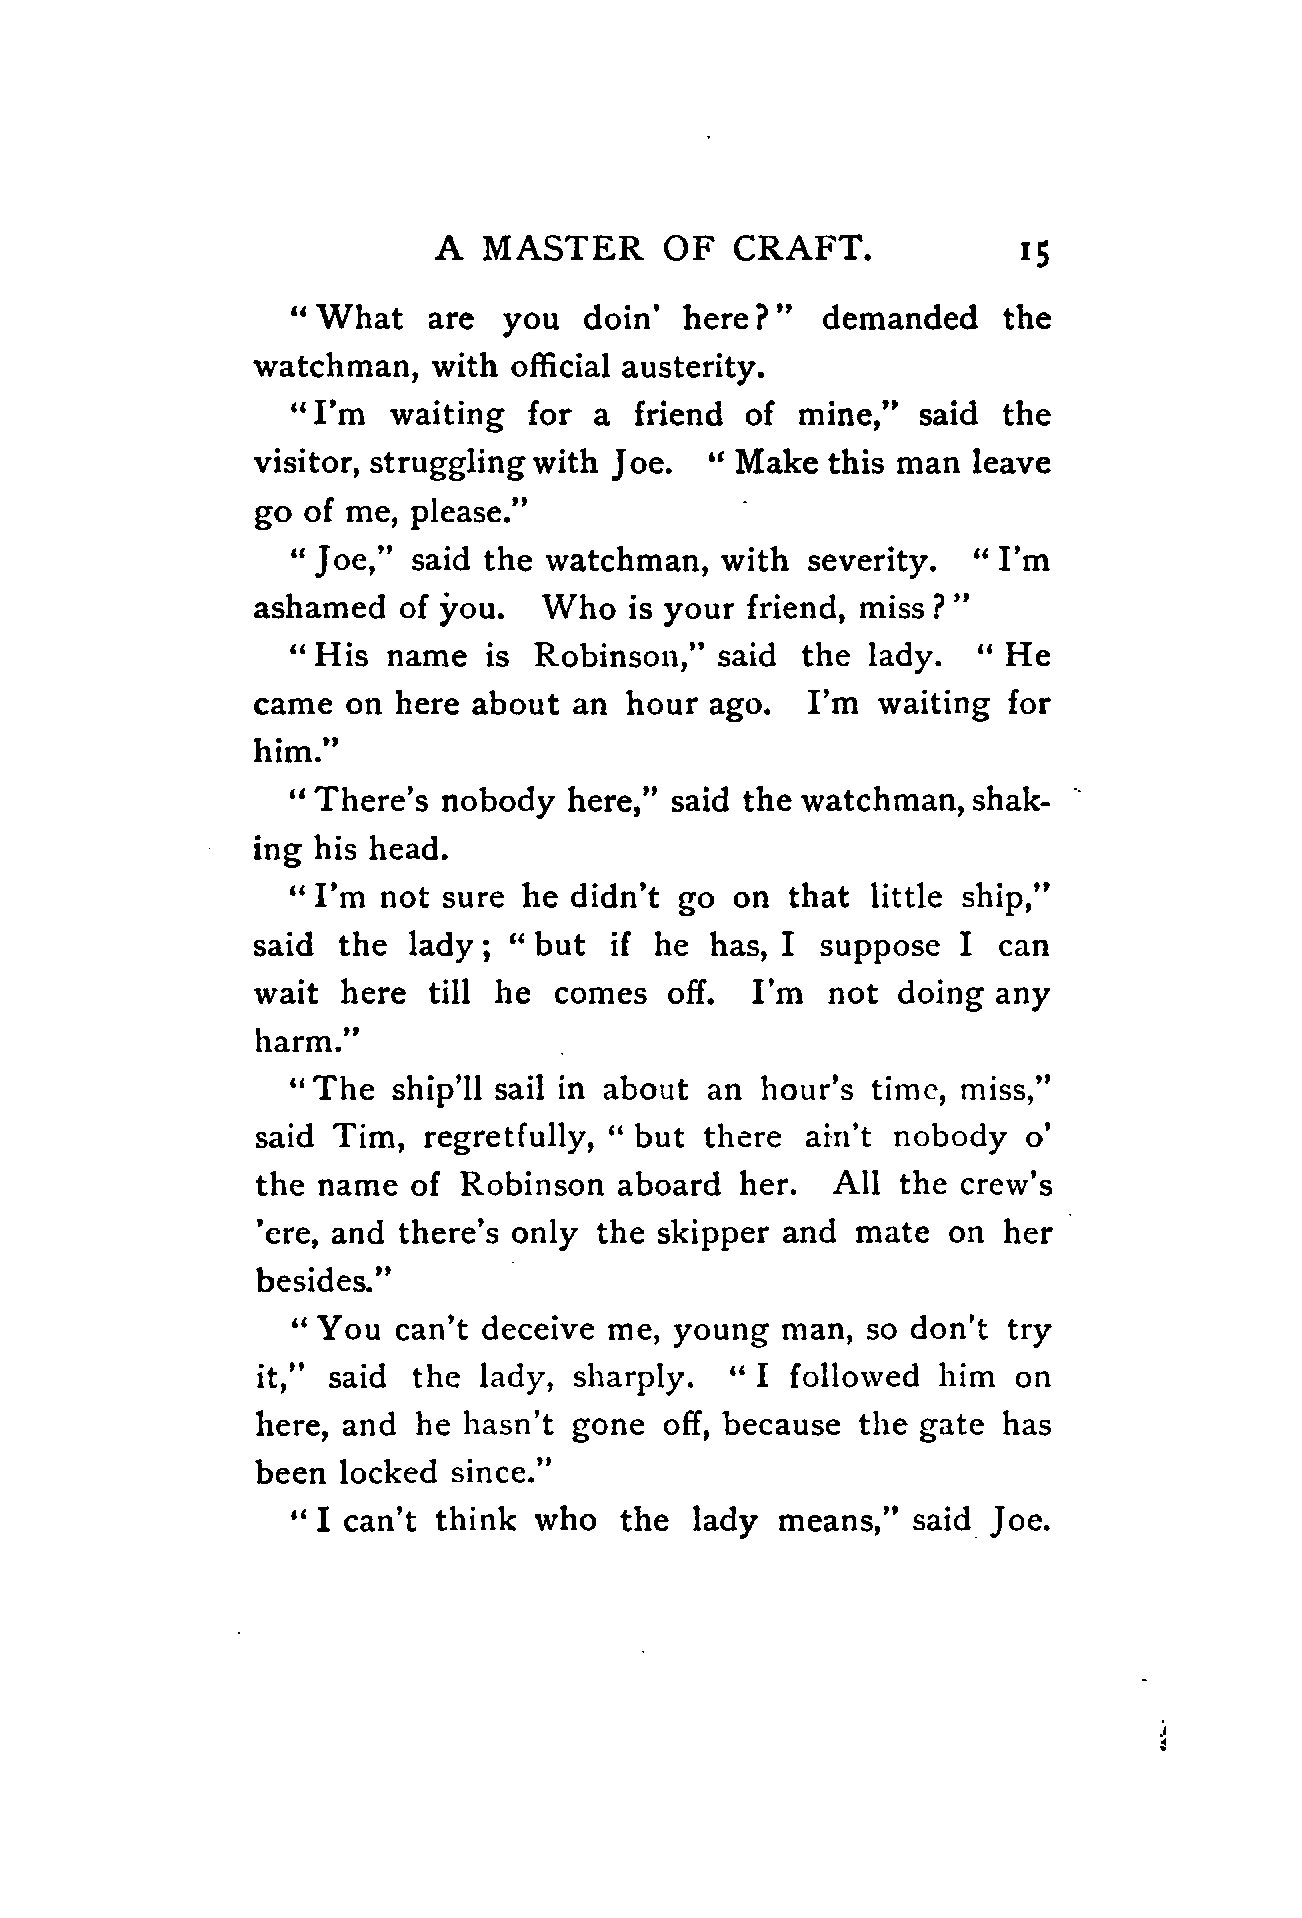 A MASTER OF CRAFT. 15
"What are you doin' here?" demanded the
watchman, with official austerity.
"I'm waiting for a friend of mine," said the
visitor, struggling with Joe. "Make this man leave
go of me, please."
"Joe," said the watchman, with severity. "I'm
ashamed of you. Who is your friend, miss?"
"His name is Robinson," said the lady. "He
came on here about an hour ago. I'm waiting for
him."
"There's nobody here," said the watchman, shak-
ing his head.
"I'm not sure he didn't go on that little ship,"
said the lady; "but if he has, I suppose I can
wait here till he comes off. I'm not doing any
harm."
"The ship'll sail in about an hour's time, miss,"
said Tim, regretfully, "but there ain't nobody o'
the name of Robinson aboard her. All the crew's
'ere, and there's only the skipper and mate on her
besides."
"You can't deceive me, young man, so don't try
it," said the lady, sharply. "I followed him on
here, and he hasn't gone off, because the gate has
been locked since."
"I can't think who the lady means," said Joe.